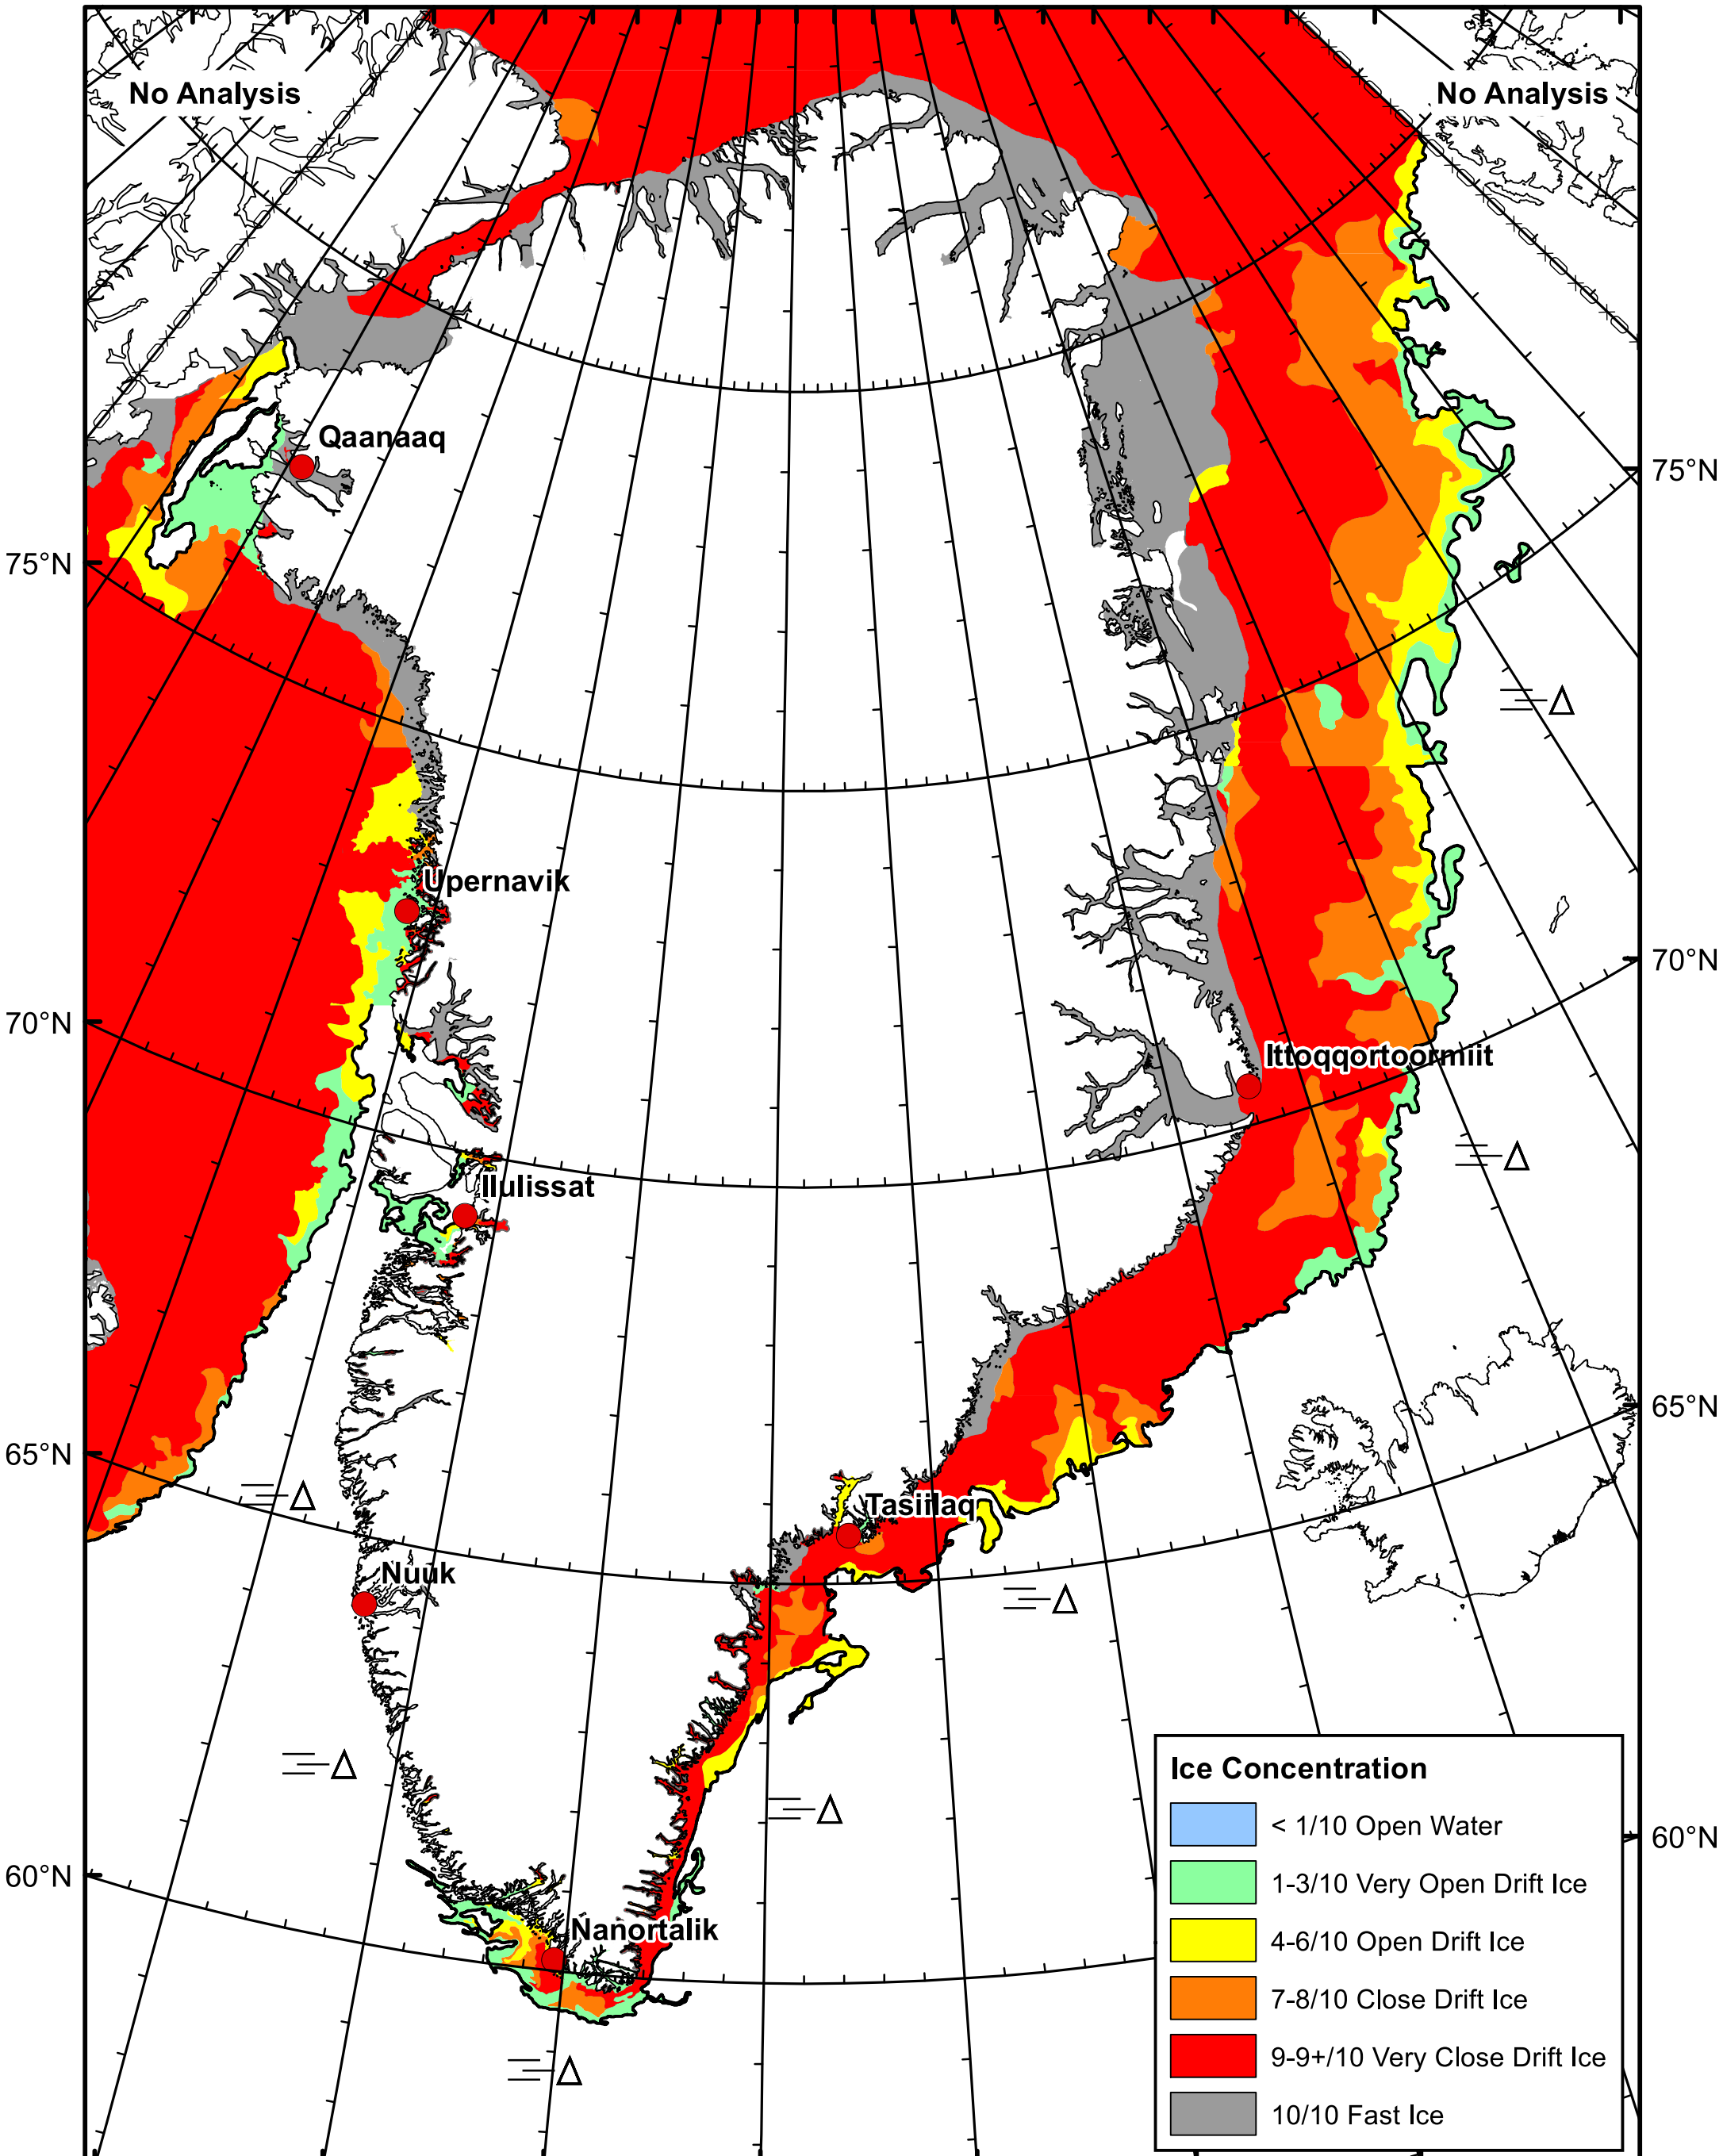 No Analysis
No Analysis
Qaanaaq
75°N
75°N
Upernavik
70°N
70°N
Ittoqqortoormiit
Ilulissat
65°N
65°N
Tasiilaq
Nuuk
60°N
60°N
Nanortalik
Ice Concentration
< 1/10 Open Water
1-3/10 Very Open Drift Ice
4-6/10 Open Drift Ice
7-8/10 Close Drift Ice
9-9+/10 Very Close Drift Ice
10/10 Fast Ice